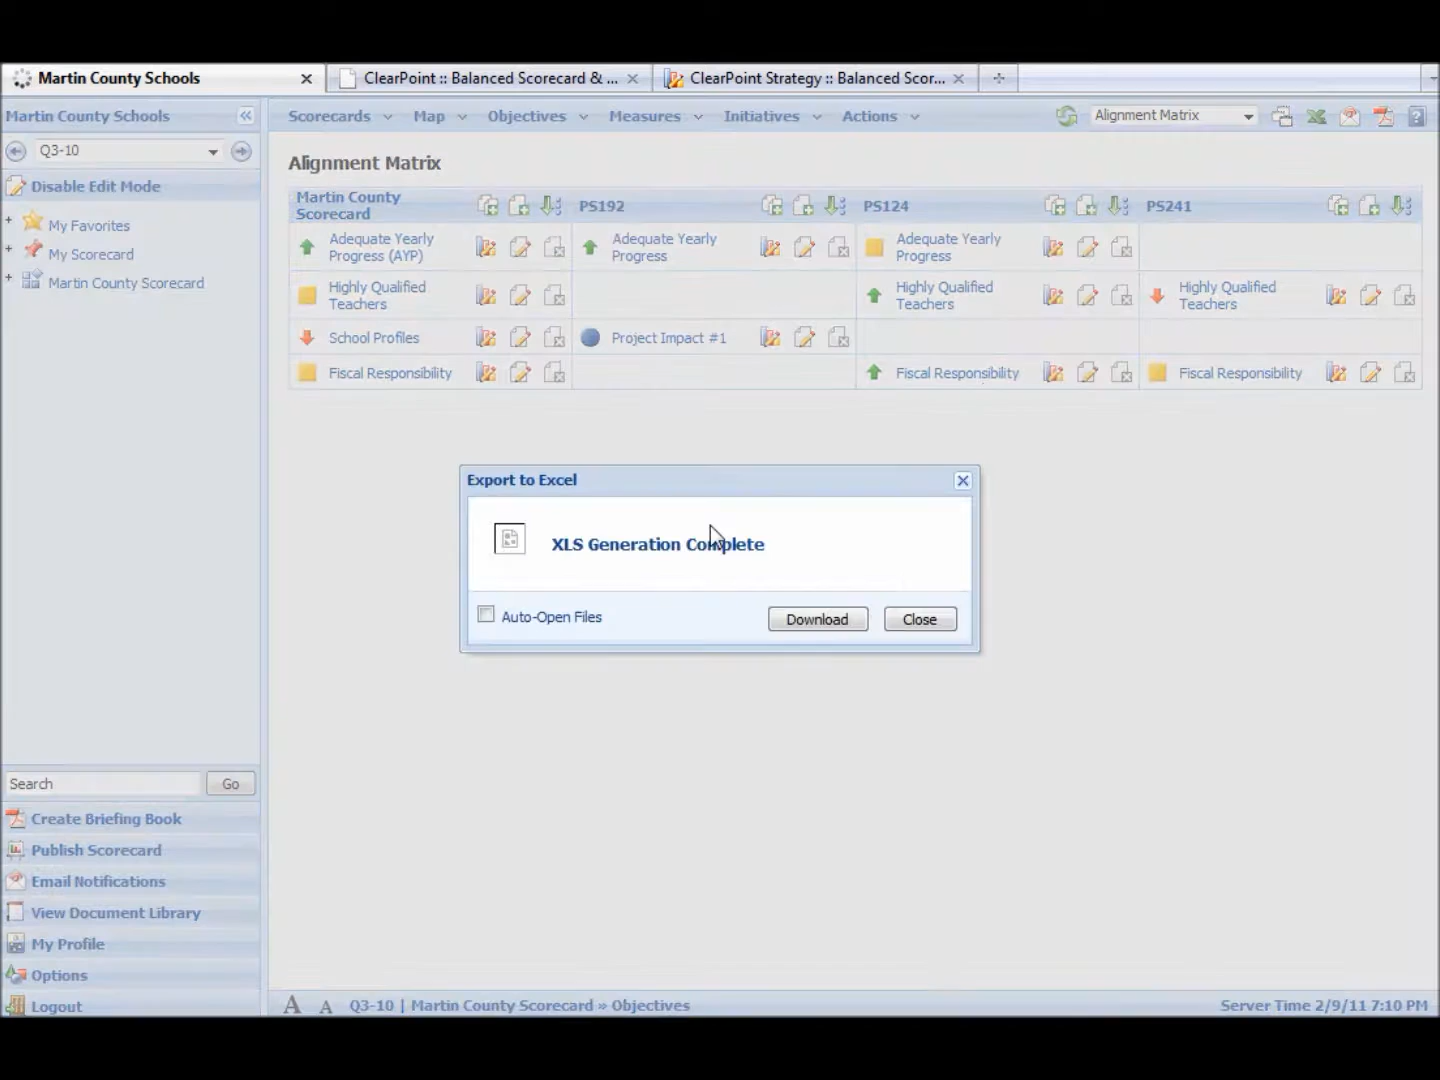 Martin County Schools
ClearPoint :: Balanced Scorecard & ...
ClearPoint Strategy :: Balanced Scor...
Martin County Schools
Scorecards Map Objectives Measures Initiatives Actions
Alignment Matrix
Q3-10
Disable Edit Mode
My Favorites
My Scorecard
Martin County Scorecard
Alignment Matrix
Martin County
Scorecard
PS192
PS124
PS241
Adequate Yearly
Progress (AYP)
Adequate Yearly
Progress
Adequate Yearly
Progress
Highly Qualified
Teachers
Highly Qualified
Teachers
Highly Qualified
Teachers
School Profiles
Project Impact #1
Fiscal Responsibility
Fiscal Responsibility
Fiscal Responsibility
Export to Excel
XLS Generation Complete
Auto-Open Files
Download
Close
Search
Go
Create Briefing Book
Publish Scorecard
Email Notifications
View Document Library
My Profile
Options
Logout
A A Q3-10 | Martin County Scorecard » Objectives
Server Time 2/9/11 7:10 PM